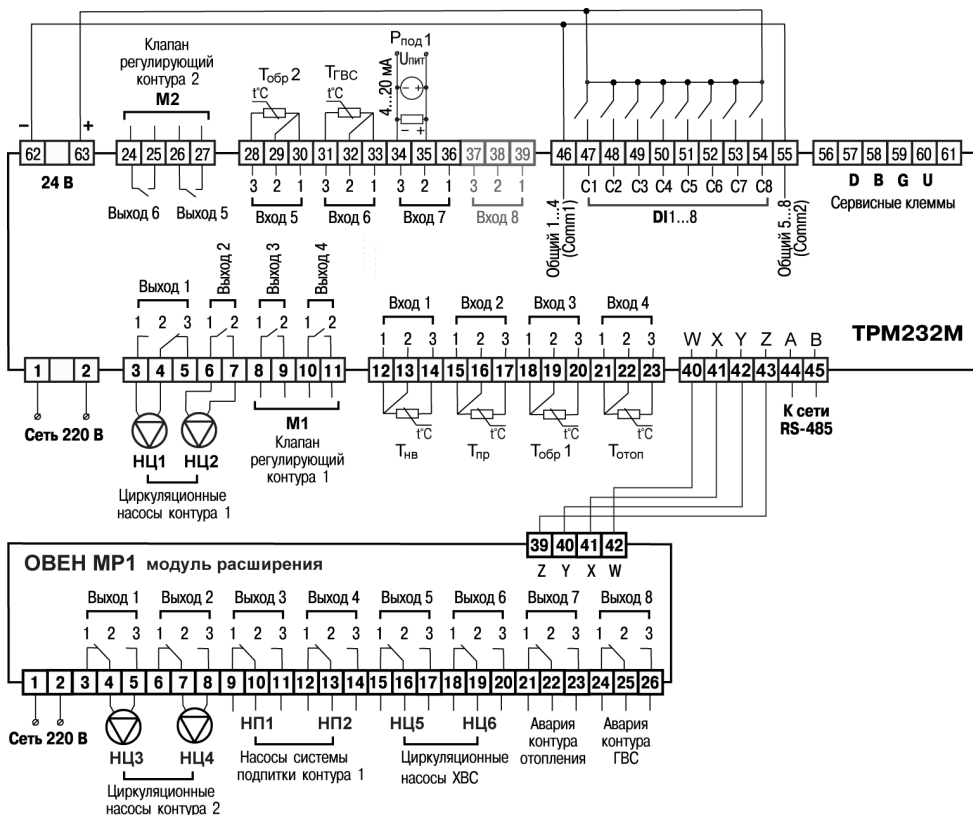 Клапан
регулирующий
контура 2
М2
Tобр 2
t°C
TГВС
t°C
Pпод 1
Uпит
4...20 мА
– +
– +
– +
62 63 24 25 26 27 28 29 30 31 32 33 34 35 36 37 38 39 46 47 48 49 50 51 52 53 54 55 56 57 58 59 60 61
24 В
3 2 1 3 2 1 3 2 1 3 2 1
C1 C2 C3 C4 C5 C6 C7 C8
D B G U
Выход 6 Выход 5
Вход 5 Вход 6 Вход 7 Вход 8
Общий 1...4
(Comm1)
DI1...8
Общий 5...8
(Comm2)
Сервисные клеммы
Выход 1
Выход 2
Выход 3
Выход 4
Вход 1 Вход 2 Вход 3 Вход 4
1 2 3 1 2 1 2 1 2
1 2 3 1 2 3 1 2 3 1 2 3
W X Y Z A B
ТРМ232М
1 2 3 4 5 6 7 8 9 10 11 12 13 14 15 16 17 18 19 20 21 22 23 40 41 42 43 44 45
Сеть 220 В
НЦ1 НЦ2
Циркуляционные
насосы контура 1
М1
Клапан
регулирующий
контура 1
t°C t°C t°C t°C
Tнв Tпр Tобр 1 Tотоп
К сети
RS-485
39 40 41 42
Z Y X W
ОВЕН МР1 модуль расширения
Выход 1 Выход 2 Выход 3 Выход 4 Выход 5 Выход 6 Выход 7 Выход 8
1 2 3 1 2 3 1 2 3 1 2 3 1 2 3 1 2 3 1 2 3 1 2 3
1 2 3 4 5 6 7 8 9 10 11 12 13 14 15 16 17 18 19 20 21 22 23 24 25 26
Сеть 220 В
НЦ3 НЦ4
Циркуляционные
насосы контура 2
НП1 НП2
Насосы системы
подпитки контура 1
НЦ5 НЦ6
Циркуляционные
насосы ХВС
Авария
контура
отопления
Авария
контура
ГВС